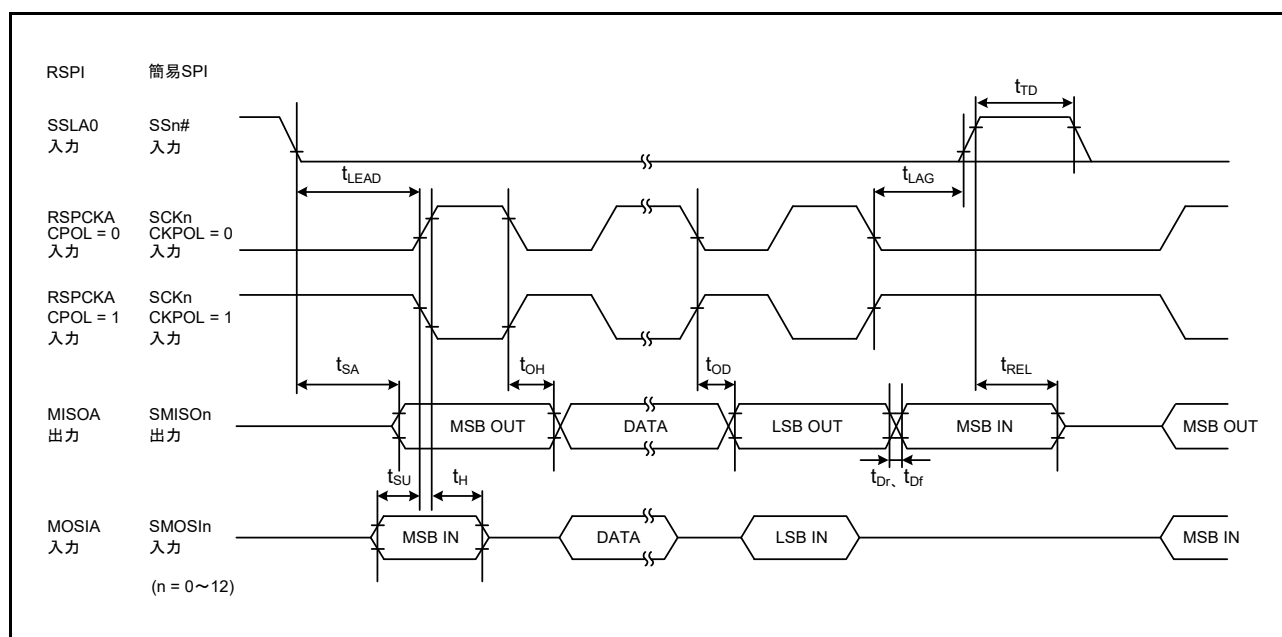 RSPI 簡易SPI
tTD
SSLA0 SSn#
入力 入力
tLEAD tLAG
RSPCKA SCKn
CPOL = 0 CKPOL = 0
入力 入力
RSPCKA SCKn
CPOL = 1 CKPOL = 1
入力 入力
tSA tOH tOD tREL
MISOA SMISOn
出力 出力
MSB OUT DATA LSB OUT MSB IN MSB OUT
tSU tH tDr、tDf
MOSIA SMOSIn
入力 入力
MSB IN DATA LSB IN MSB IN
(n = 0～12)